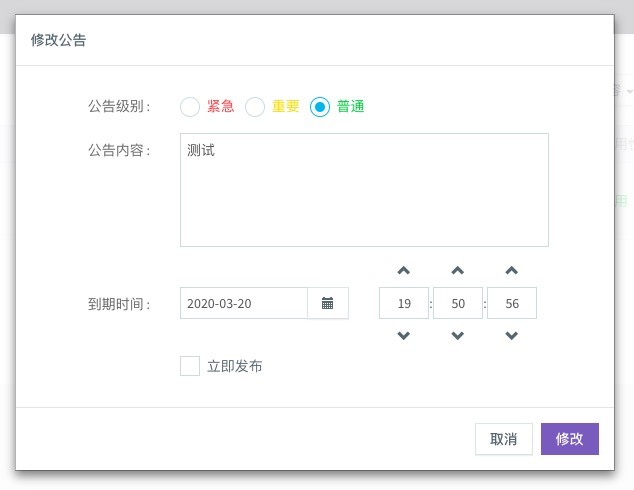 修改公告
公告级别 : 紧急 重要 普通
公告内容 : 测试
到期时间 : 2020-03-20 19 : 50 : 56
立即发布
取消 修改